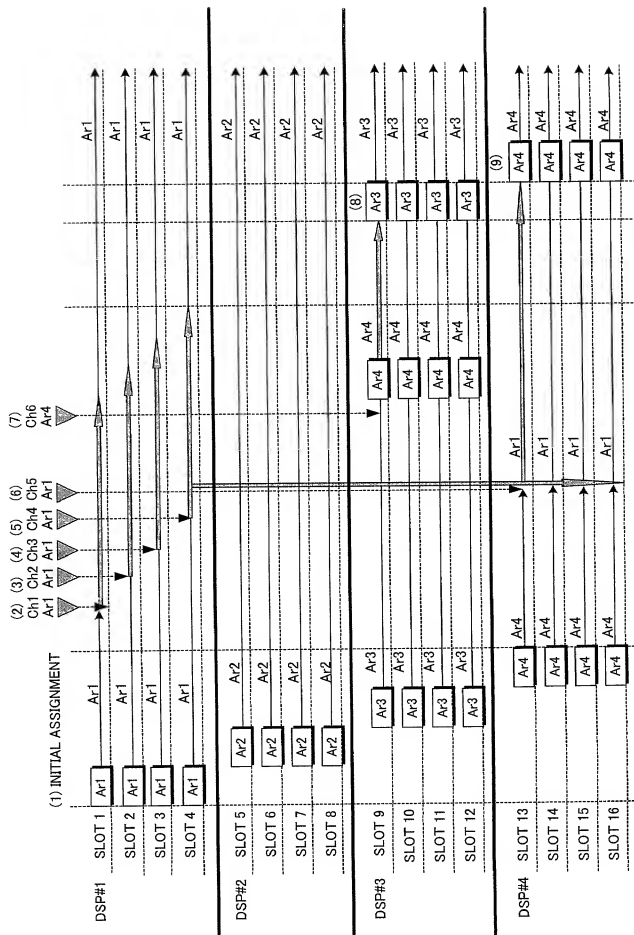 (1) INITIAL ASSIGNMENT
(2) (3) (4) (5) (6) (7)
Ch1 Ch2 Ch3 Ch4 Ch5 Ch6
Ar1 Ar1 Ar1 Ar1 Ar1 Ar4
DSP#1
SLOT 1 Ar1 Ar1 Ar1
SLOT 2 Ar1 Ar1
SLOT 3 Ar1 Ar1
SLOT 4 Ar1 Ar1 Ar1
DSP#2
SLOT 5 Ar2 Ar2 Ar2
SLOT 6 Ar2 Ar2 Ar2
SLOT 7 Ar2 Ar2 Ar2
SLOT 8 Ar2 Ar2 Ar2
(8)
DSP#3
SLOT 9 Ar3 Ar3 Ar4 Ar4 Ar3 Ar3
SLOT 10 Ar3 Ar3 Ar4 Ar4 Ar3 Ar3
SLOT 11 Ar3 Ar3 Ar4 Ar4 Ar3 Ar3
SLOT 12 Ar3 Ar3 Ar4 Ar4 Ar3 Ar3
(9)
DSP#4
SLOT 13 Ar4 Ar4 Ar1 Ar4 Ar4
SLOT 14 Ar4 Ar4 Ar1 Ar4 Ar4
SLOT 15 Ar4 Ar4 Ar1 Ar4 Ar4
SLOT 16 Ar4 Ar4 Ar1 Ar4 Ar4